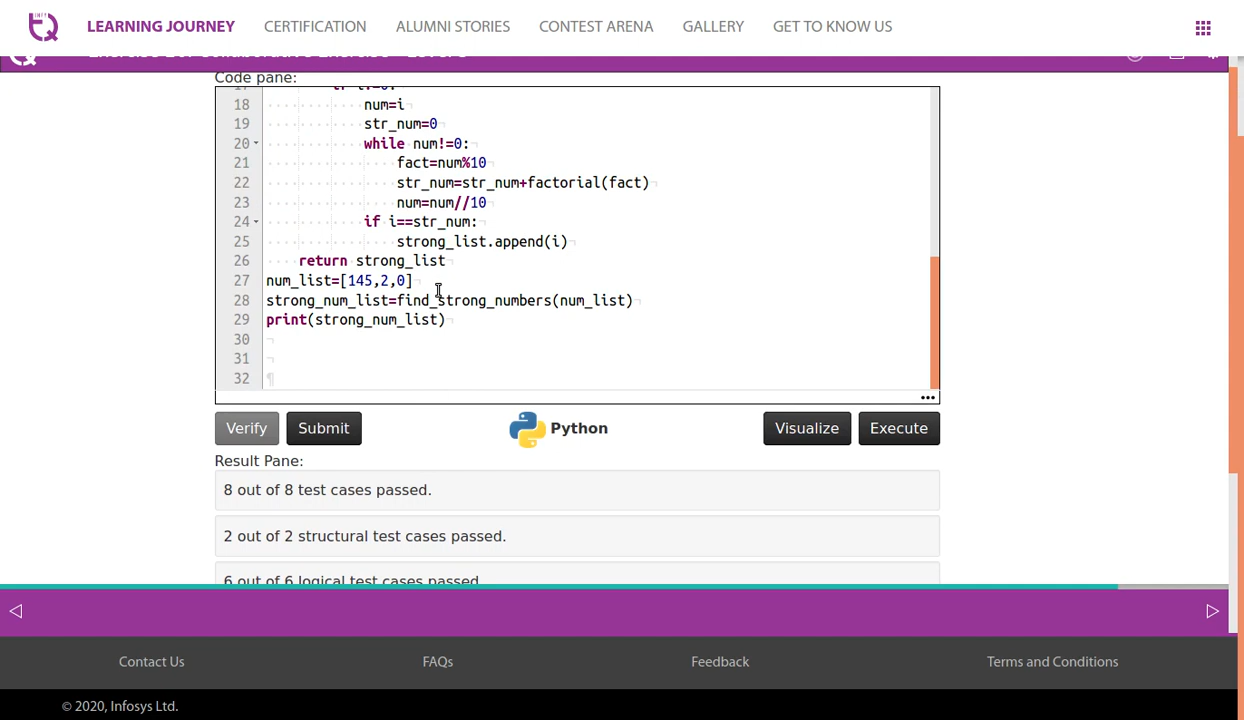 LEARNING JOURNEY CERTIFICATION ALUMNI STORIES CONTEST ARENA GALLERY GET TO KNOW US
Code pane:
18 num=i
19 str_num=0
20 while num!=0:
21 fact=num%10
22 str_num=str_num+factorial(fact)
23 num=num//10
24 if i==str_num:
25 strong_list.append(i)
26 return strong_list
27 num_list=[145,2,0]
28 strong_num_list=find_strong_numbers(num_list)
29 print(strong_num_list)
30
31
32
Verify Submit Python Visualize Execute
Result Pane:
8 out of 8 test cases passed.
2 out of 2 structural test cases passed.
6 out of 6 logical test cases passed
Contact Us FAQs Feedback Terms and Conditions
© 2020, Infosys Ltd.